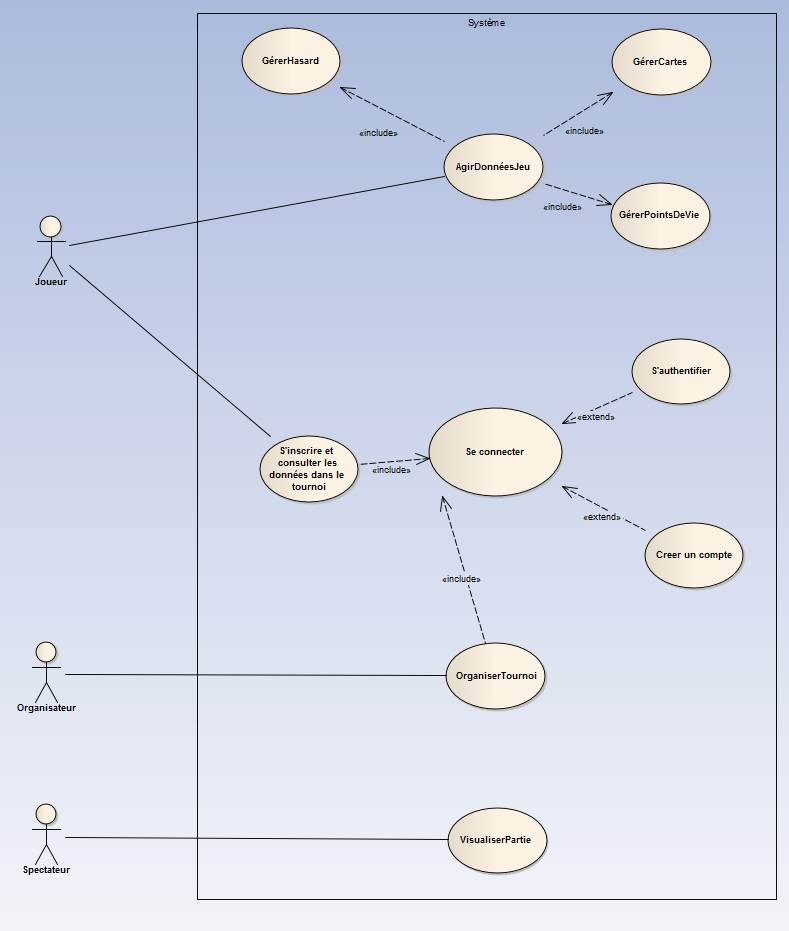 Système
GérerHasard
GérerCartes
«include»
«include»
AgirDonnéesJeu
«include»
GérerPointsDeVie
Joueur
S'authentifier
«extend»
S'inscrire et
consulter les
données dans le
tournoi
«include»
Se connecter
«extend»
Creer un compte
«include»
OrganiserTournoi
Organisateur
VisualiserPartie
Spectateur